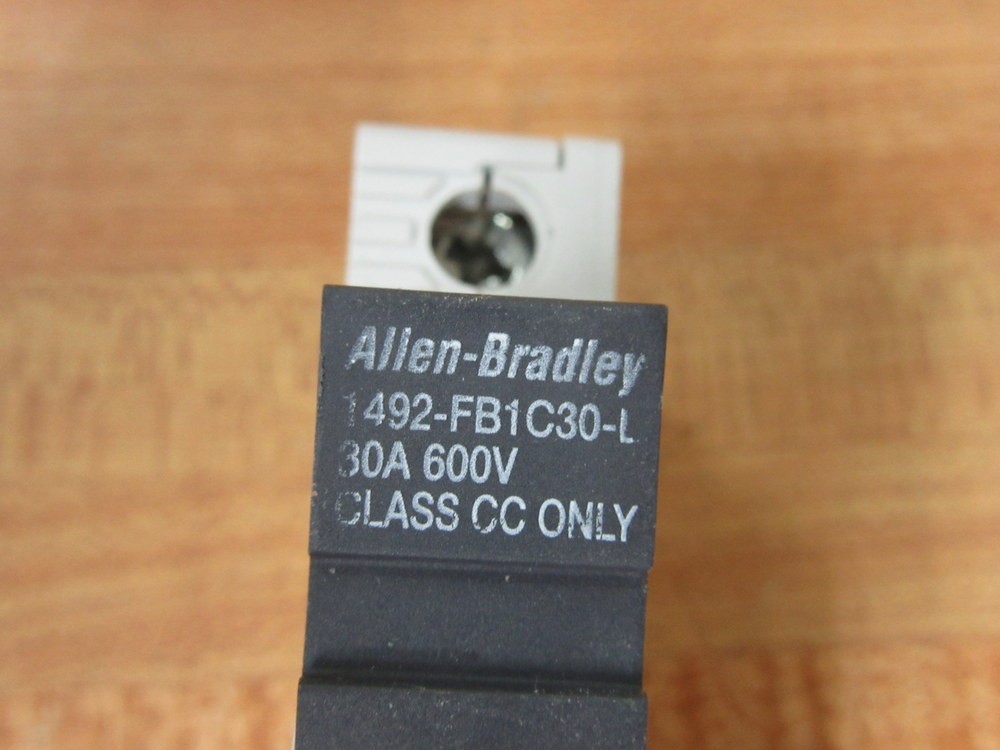 Allen-Bradley
1492-FB1C30-L
30A 600V
CLASS CC ONLY